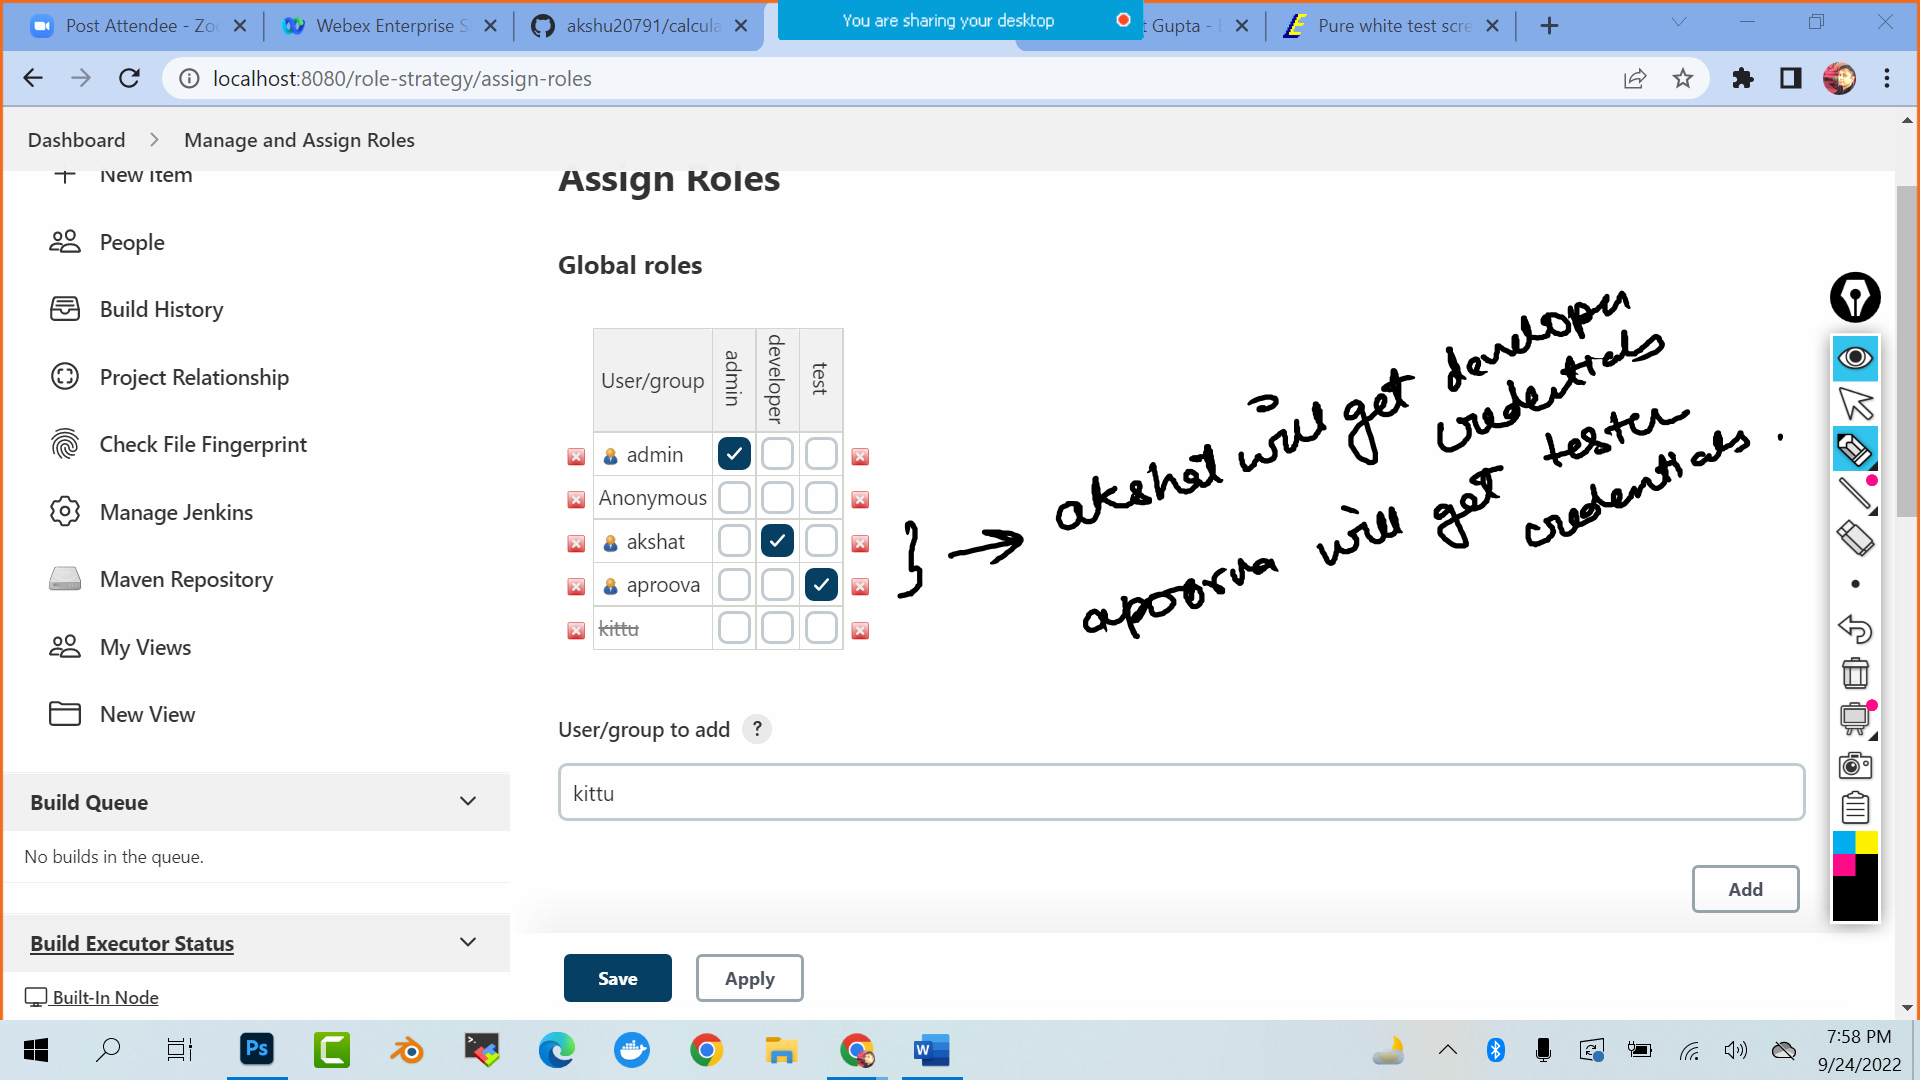 Post Attendee - Zoo
Webex Enterprise S
akshu20791/calcula
You are sharing your desktop
t Gupta - E
Pure white test scre
localhost:8080/role-strategy/assign-roles
Dashboard
Manage and Assign Roles
New Item
People
Build History
Project Relationship
Check File Fingerprint
Manage Jenkins
Maven Repository
My Views
New View
Build Queue
No builds in the queue.
Build Executor Status
Built-In Node
Assign Roles
Global roles
User/group admin developer test
admin
Anonymous
akshat
aproova
kittu
akshat will get developer
credentials
apoorva will get tester
credentials.
User/group to add ?
kittu
Add
Save
Apply
Ps
W
7:58 PM
9/24/2022